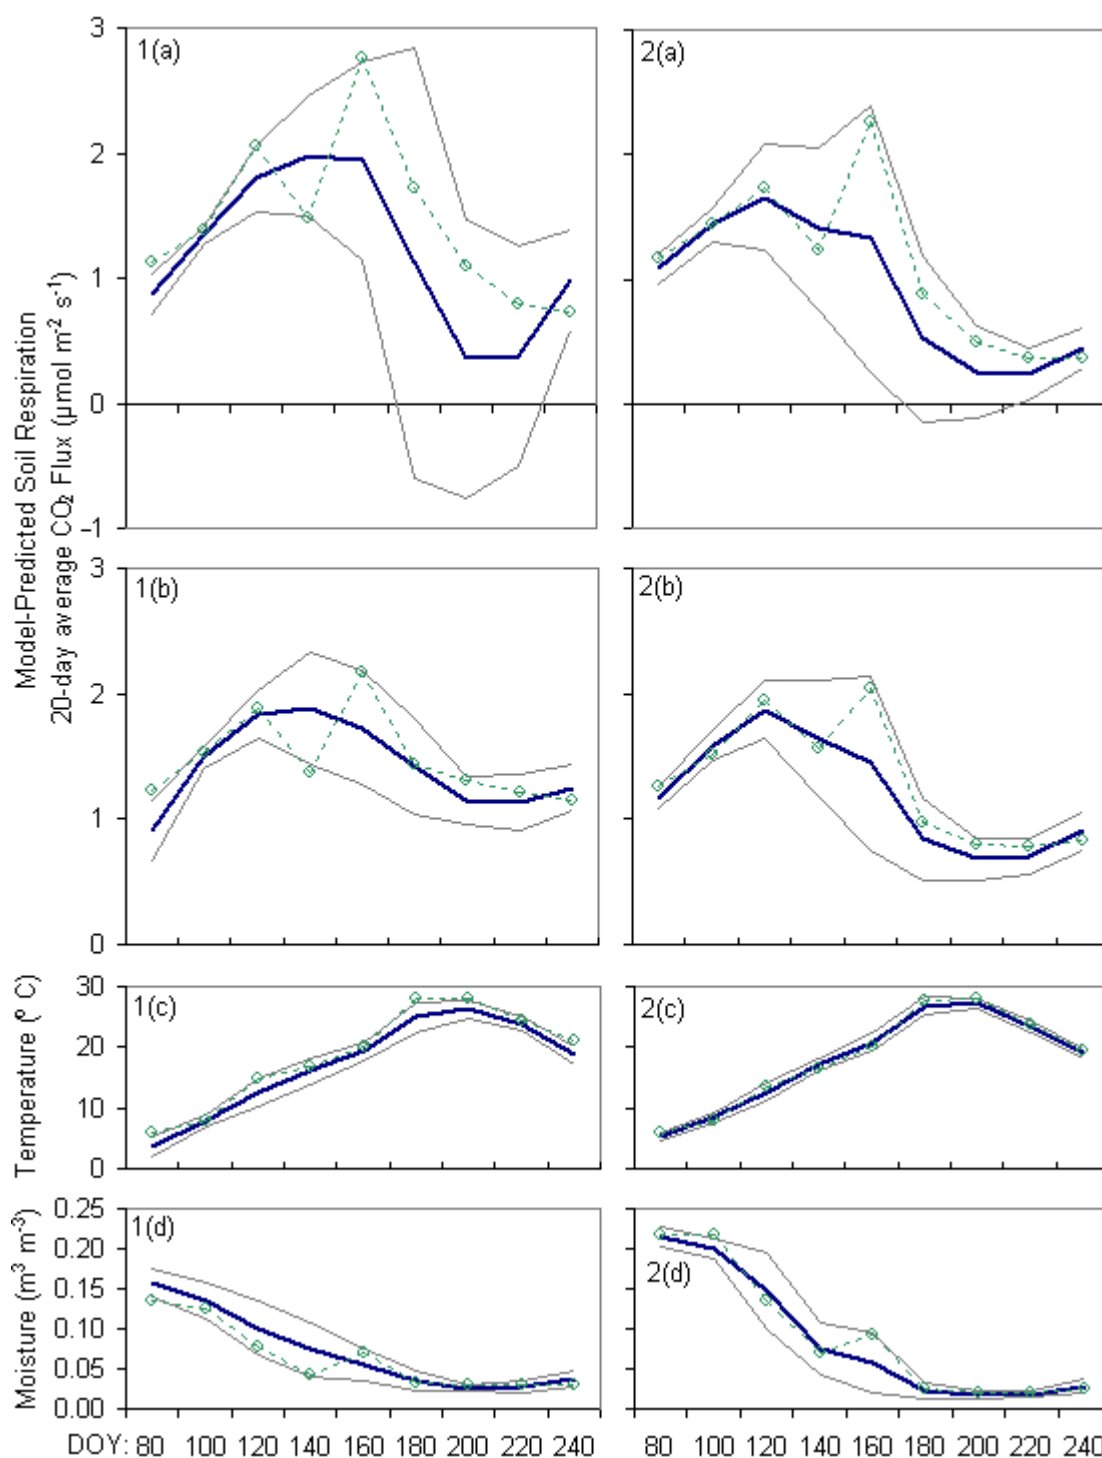 3
2
1
0
-1
1(a)
2(a)
Model-Predicted Soil Respiration
20-day average CO₂ Flux (μmol m⁻² s⁻¹)
3
2
1
0
1(b)
2(b)
Temperature (º C)
30
20
10
0
1(c)
2(c)
Moisture (m³ m⁻³)
0.25
0.20
0.15
0.10
0.05
0.00
1(d)
2(d)
DOY: 80 100 120 140 160 180 200 220 240
80 100 120 140 160 180 200 220 240